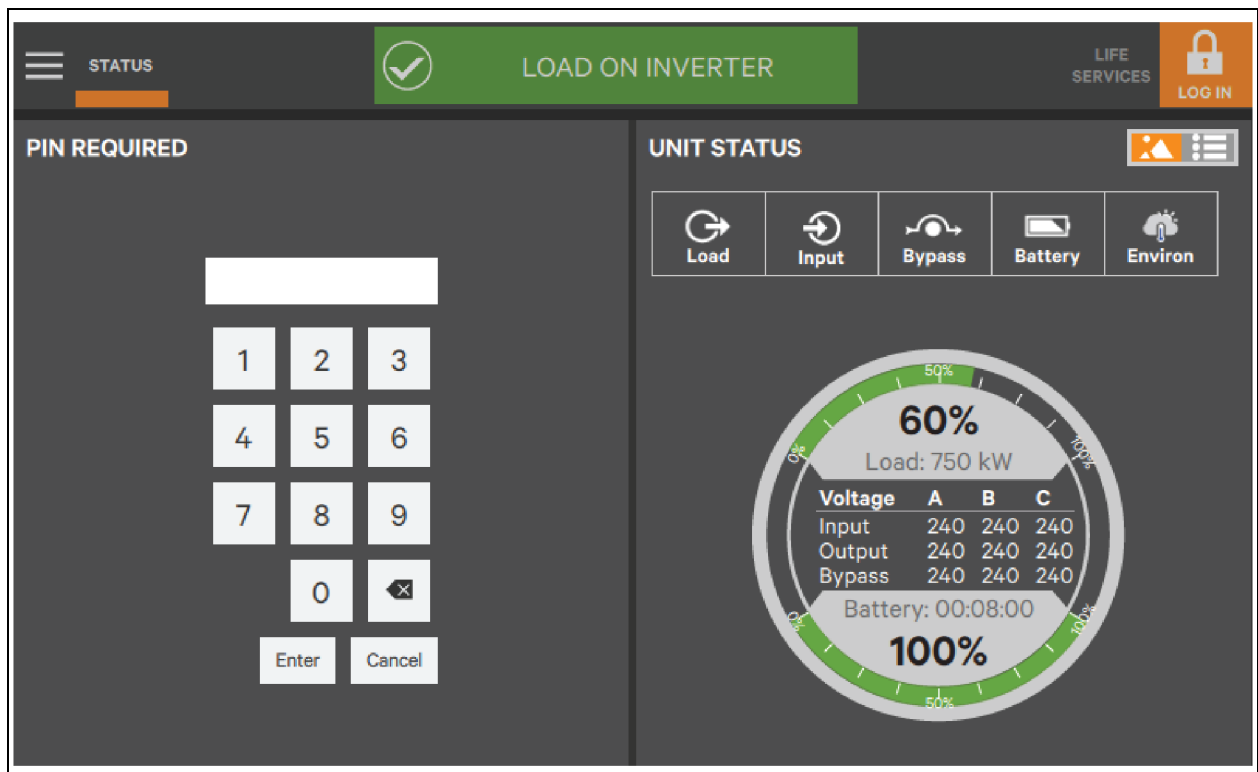 STATUS
LOAD ON INVERTER
LIFE
SERVICES
LOG IN
PIN REQUIRED
1 2 3
4 5 6
7 8 9
0
Enter Cancel
UNIT STATUS
Load Input Bypass Battery Environ
50%
0% 100%
60%
Load: 750 kW
Voltage A B C
Input 240 240 240
Output 240 240 240
Bypass 240 240 240
Battery: 00:08:00
0% 100%
100%
50%